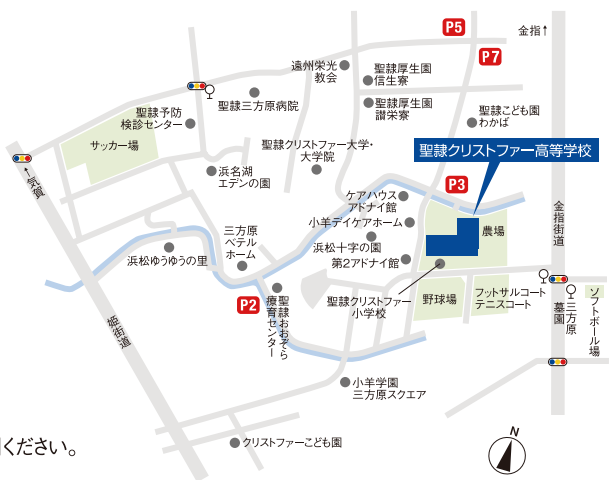 P5
金指↑
遠州栄光
教会
聖隷厚生園
信生寮
P7
聖隷三方原病院
聖隷厚生園
讃栄寮
聖隷予防
検診センター
聖隷こども園
わかば
サッカー場
聖隷クリストファー大学・
大学院
聖隷クリストファー高等学校
←気賀
浜名湖
エデンの園
P3
ケアハウス
アドナイ館
小羊デイケアホーム
農場
金指街道
三方原
ベテル
ホーム
浜松十字の園
浜松ゆうゆうの里
第2アドナイ館
P2
聖隷おおぞら
療育センター
聖隷クリストファー
小学校
野球場
フットサルコート
テニスコート
三方原
墓園
ソフトボール場
姫街道
小羊学園
三方原スクエア
クリストファーこども園
ください。
N